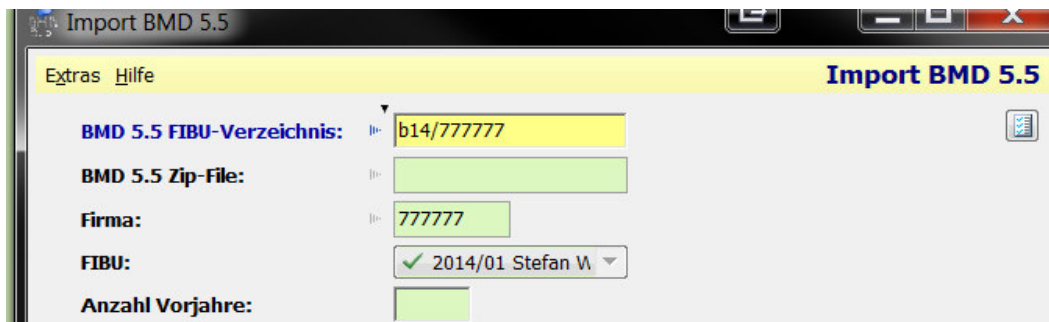 Import BMD 5.5
Extras Hilfe Import BMD 5.5
BMD 5.5 FIBU-Verzeichnis: b14/777777
BMD 5.5 Zip-File:
Firma: 777777
FIBU: 2014/01 Stefan
Anzahl Vorjahre: